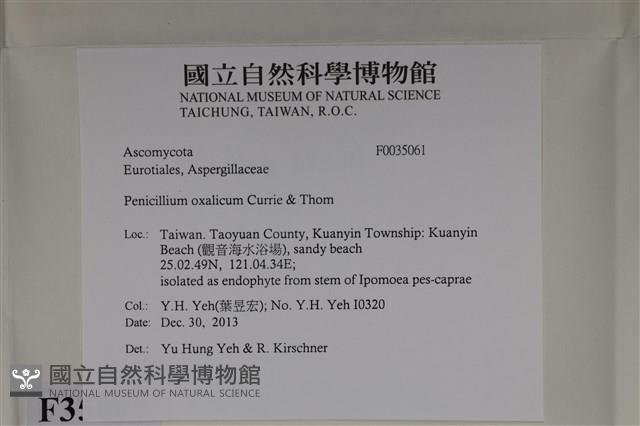 國立自然科學博物館
NATIONAL MUSEUM OF NATURAL SCIENCE
TAICHUNG, TAIWAN, R.O.C.
Ascomycota F0035061
Eurotiales, Aspergillaceae
Penicillium oxalicum Currie & Thom
Loc.: Taiwan. Taoyuan County, Kuanyin Township: Kuanyin
Beach (觀音海水浴場), sandy beach
25.02.49N, 121.04.34E;
isolated as endophyte from stem of Ipomoea pes-caprae
Col.: Y.H. Yeh(葉昱宏); No. Y.H. Yeh I0320
Date: Dec. 30, 2013
Det.: Yu Hung Yeh & R. Kirschner
國立自然科學博物館
NATIONAL MUSEUM OF NATURAL SCIENCE